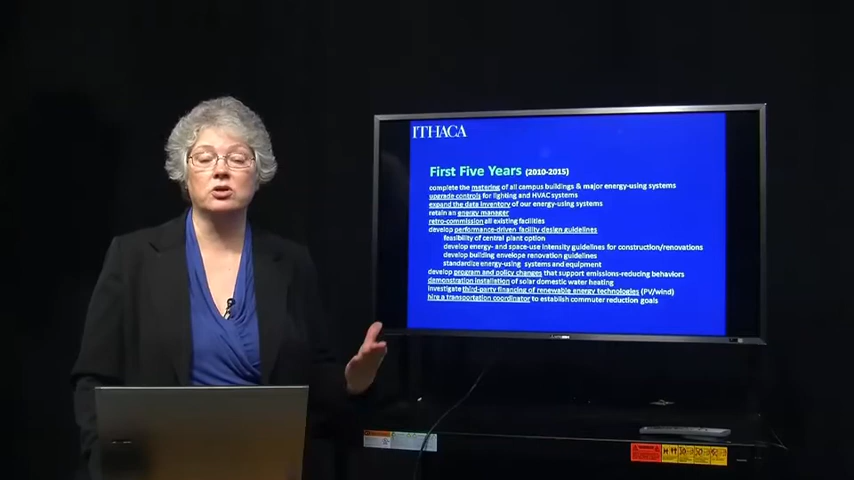 ITHACA
First Five Years (2010-2015)
complete the metering of all campus buildings & major energy-using systems
upgrade controls for lighting and HVAC systems
expand the data inventory of our energy-using systems
retain an energy manager
retro-commission all existing facilities
develop performance-driven facility design guidelines
feasibility of central plant option
develop energy- and space-use intensity guidelines for construction/renovations
develop building envelope renovation guidelines
standardize energy-using systems and equipment
develop program and policy changes that support emissions-reducing behaviors
demonstration installation of solar domestic water heating
investigate third-party financing of renewable energy technologies (PV/wind)
hire a transportation coordinator to establish commuter reduction goals